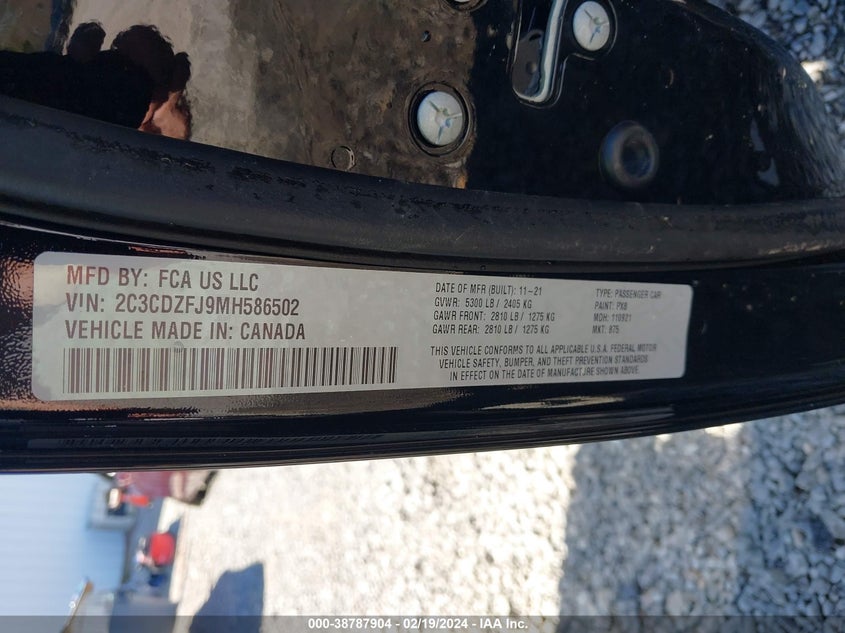 MFD BY: FCA US LLC
VIN: 2C3CDZFJ9MH586502
VEHICLE MADE IN: CANADA
DATE OF MFR (BUILT): 11-21
GVWR: 5300 LB / 2405 KG
GAWR FRONT: 2810 LB / 1275 KG
GAWR REAR: 2810 LB / 1275 KG
TYPE: PASSENGER CAR
PAINT: PX8
MDH: 110921
MKT: 875
THIS VEHICLE CONFORMS TO ALL APPLICABLE U.S.A. FEDERAL MOTOR
VEHICLE SAFETY, BUMPER, AND THEFT PREVENTION STANDARDS
IN EFFECT ON THE DATE OF MANUFACTURE SHOWN ABOVE.
000-38787904 - 02/19/2024 - IAA Inc.